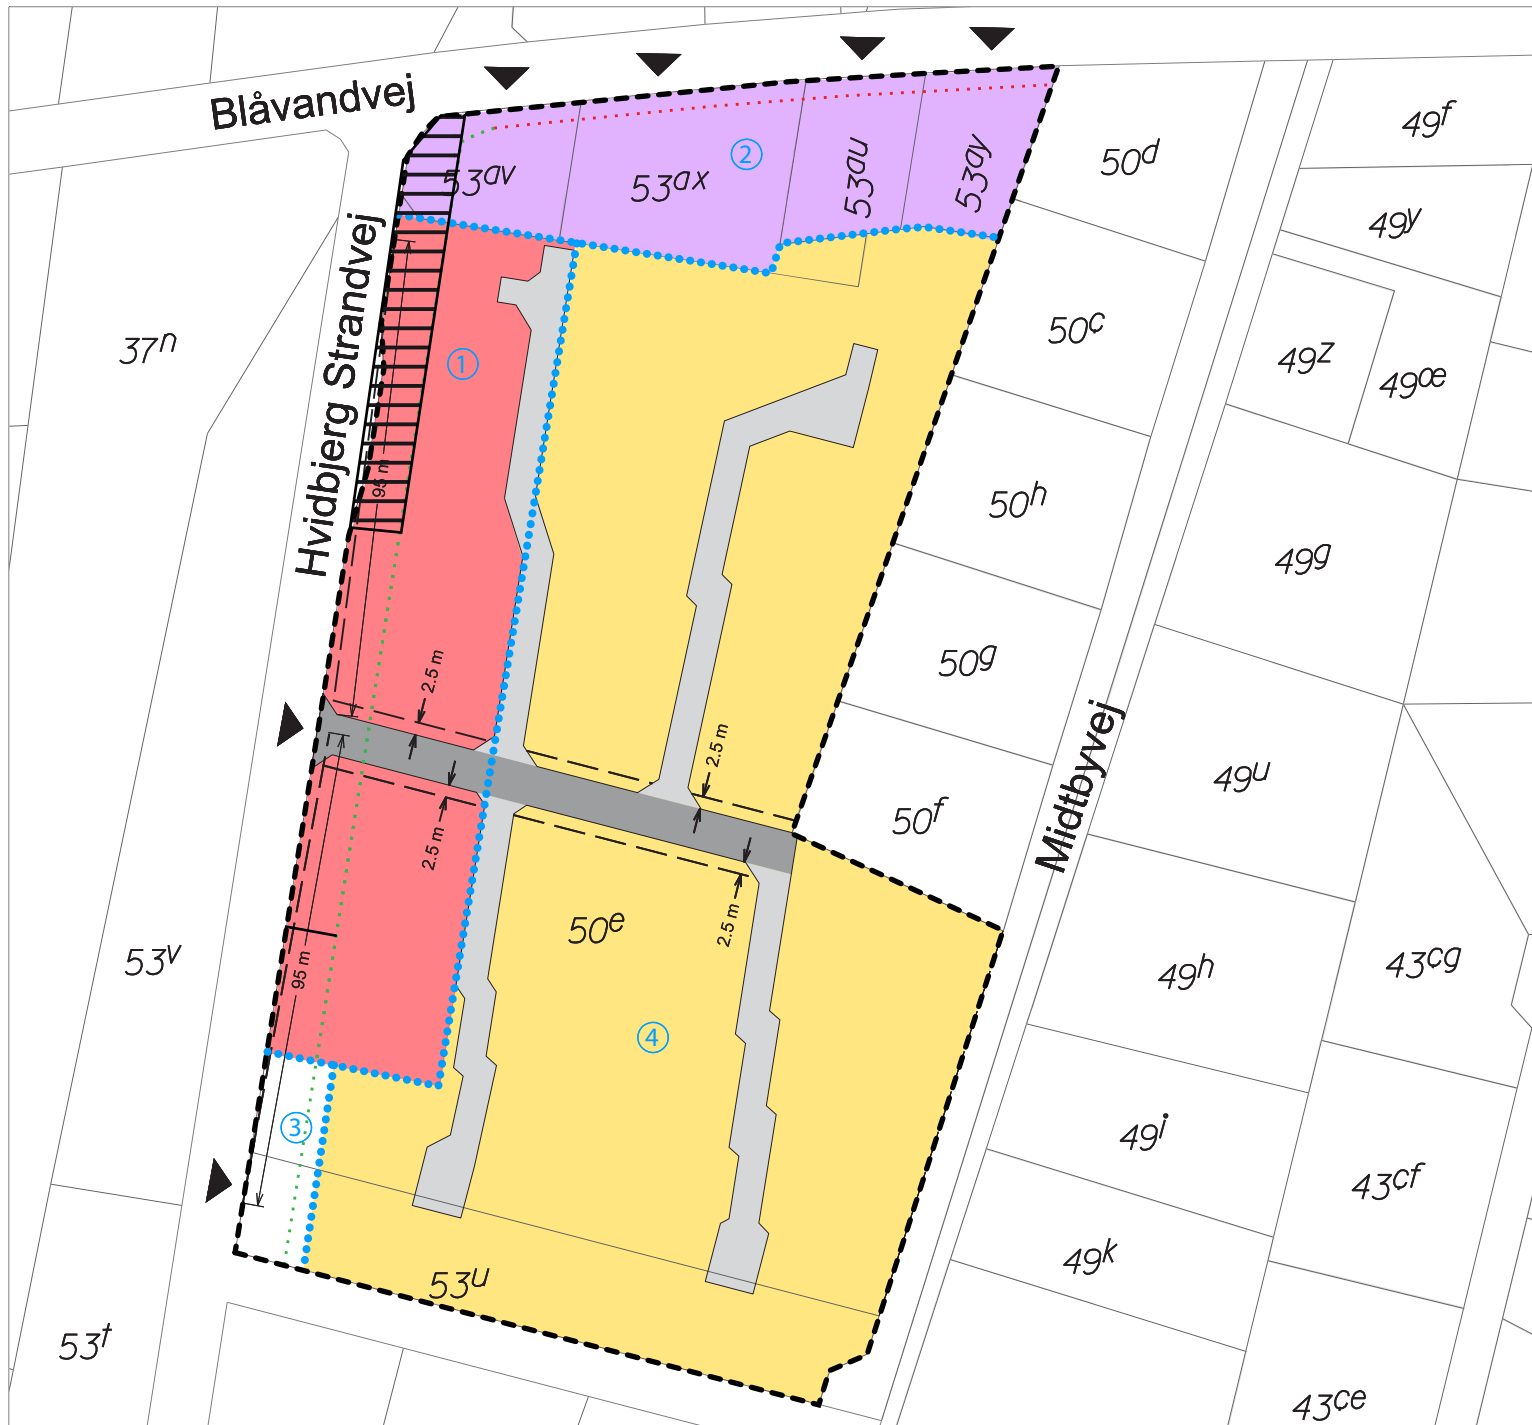 Blåvandvej
49f
50d
53av
53ax
2
53au
53ay
49y
Hvidbjerg Strandvej
37n
1
50c
49z
49æ
95 m
50h
49g
2.5 m
50g
2.5 m
Midtbyvej
49u
50f
2.5 m
2.5 m
50e
53v
95 m
49h
43cg
4
3
49i
43cf
49k
53u
53t
43ce